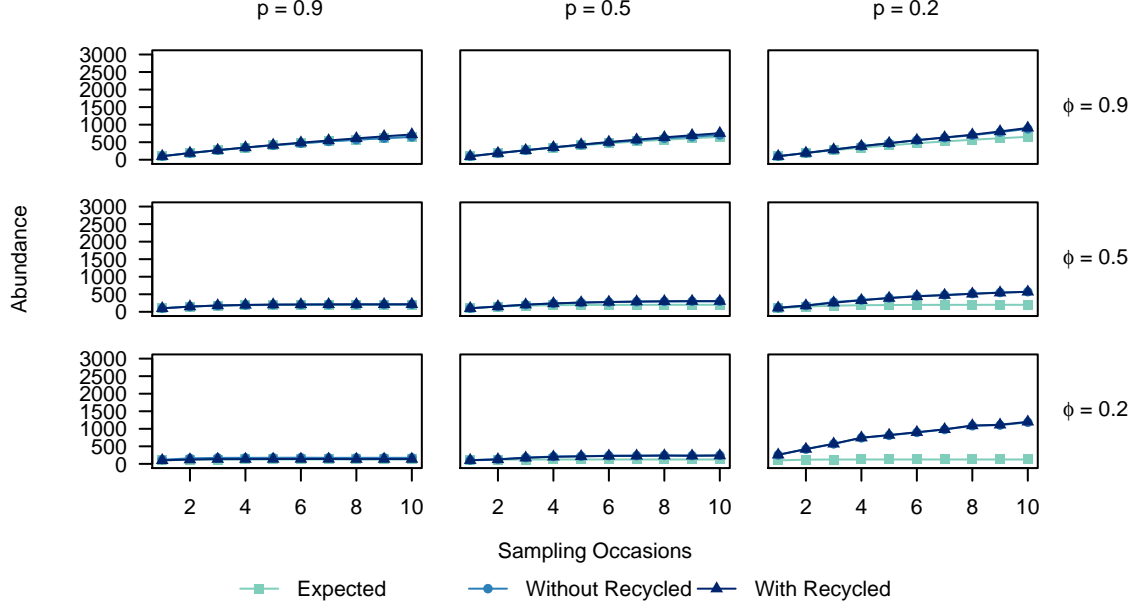 p = 0.9 p = 0.5 p = 0.2
3000
2500
2000
1500
1000
500
0
ϕ = 0.9
3000
2500
2000
1500
1000
500
0
ϕ = 0.5
Abundance
3000
2500
2000
1500
1000
500
0
ϕ = 0.2
2 4 6 8 10 2 4 6 8 10 2 4 6 8 10
Sampling Occasions
Expected Without Recycled With Recycled